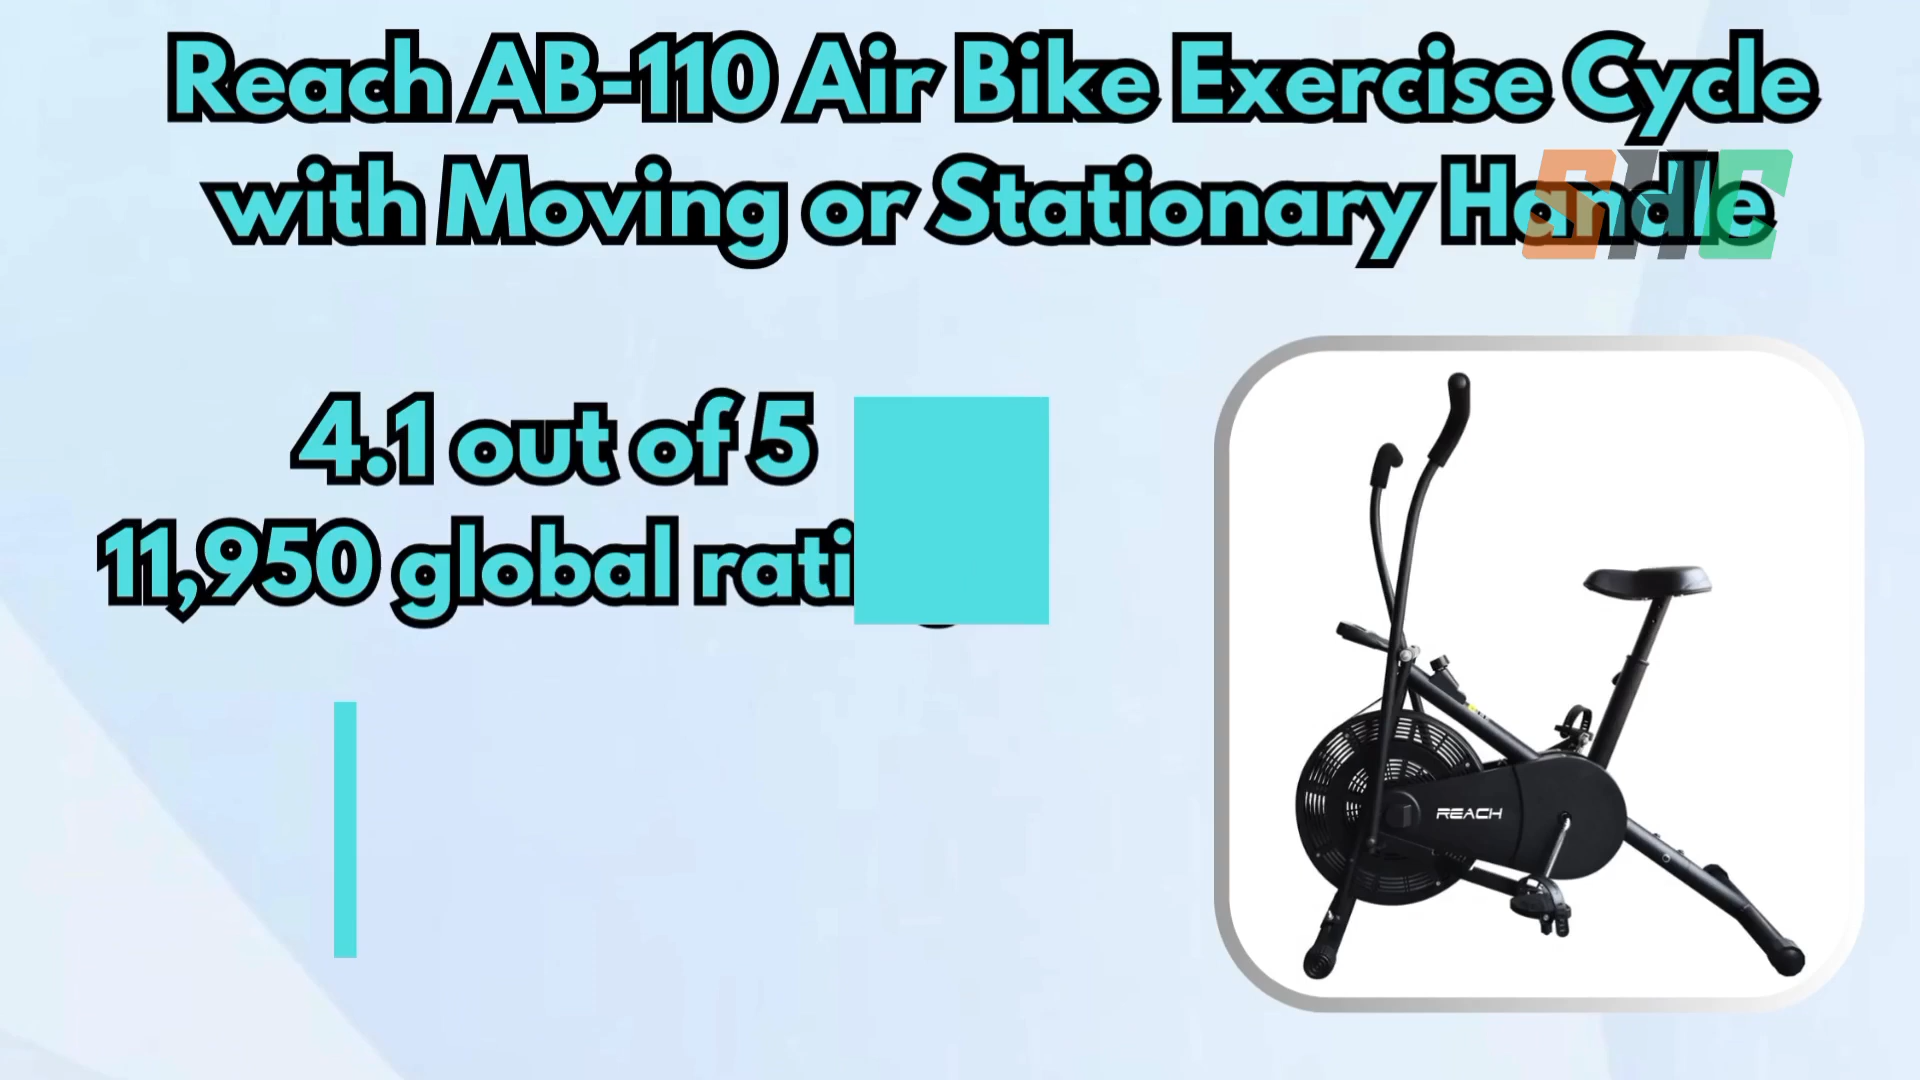 Reach AB-110 Air Bike Exercise Cycle
with Moving or Stationary Handle
SHC
4.1 out of 5
11,950 global rati
REACH